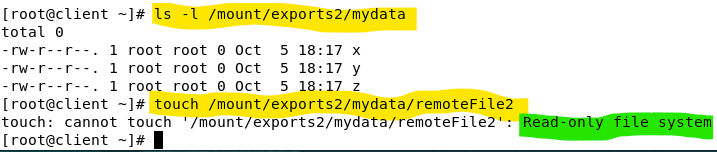 [root@client ~]# ls -l /mount/exports2/mydata
total 0
-rw-r--r--. 1 root root 0 Oct  5 18:17 x
-rw-r--r--. 1 root root 0 Oct  5 18:17 y
-rw-r--r--. 1 root root 0 Oct  5 18:17 z
[root@client ~]# touch /mount/exports2/mydata/remoteFile2
touch: cannot touch '/mount/exports2/mydata/remoteFile2': Read-only file system
[root@client ~]#